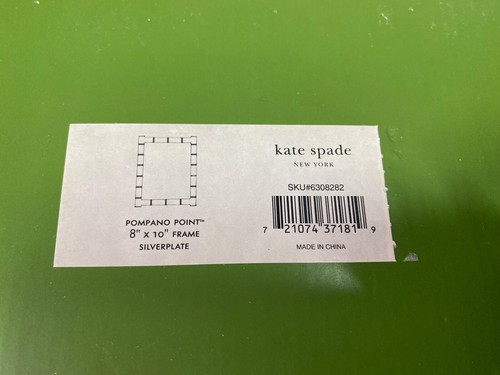 POMPANO POINT™
8" x 10" FRAME
SILVERPLATE
kate spade
NEW YORK
SKU#6308282
7 21074 37181 9
MADE IN CHINA